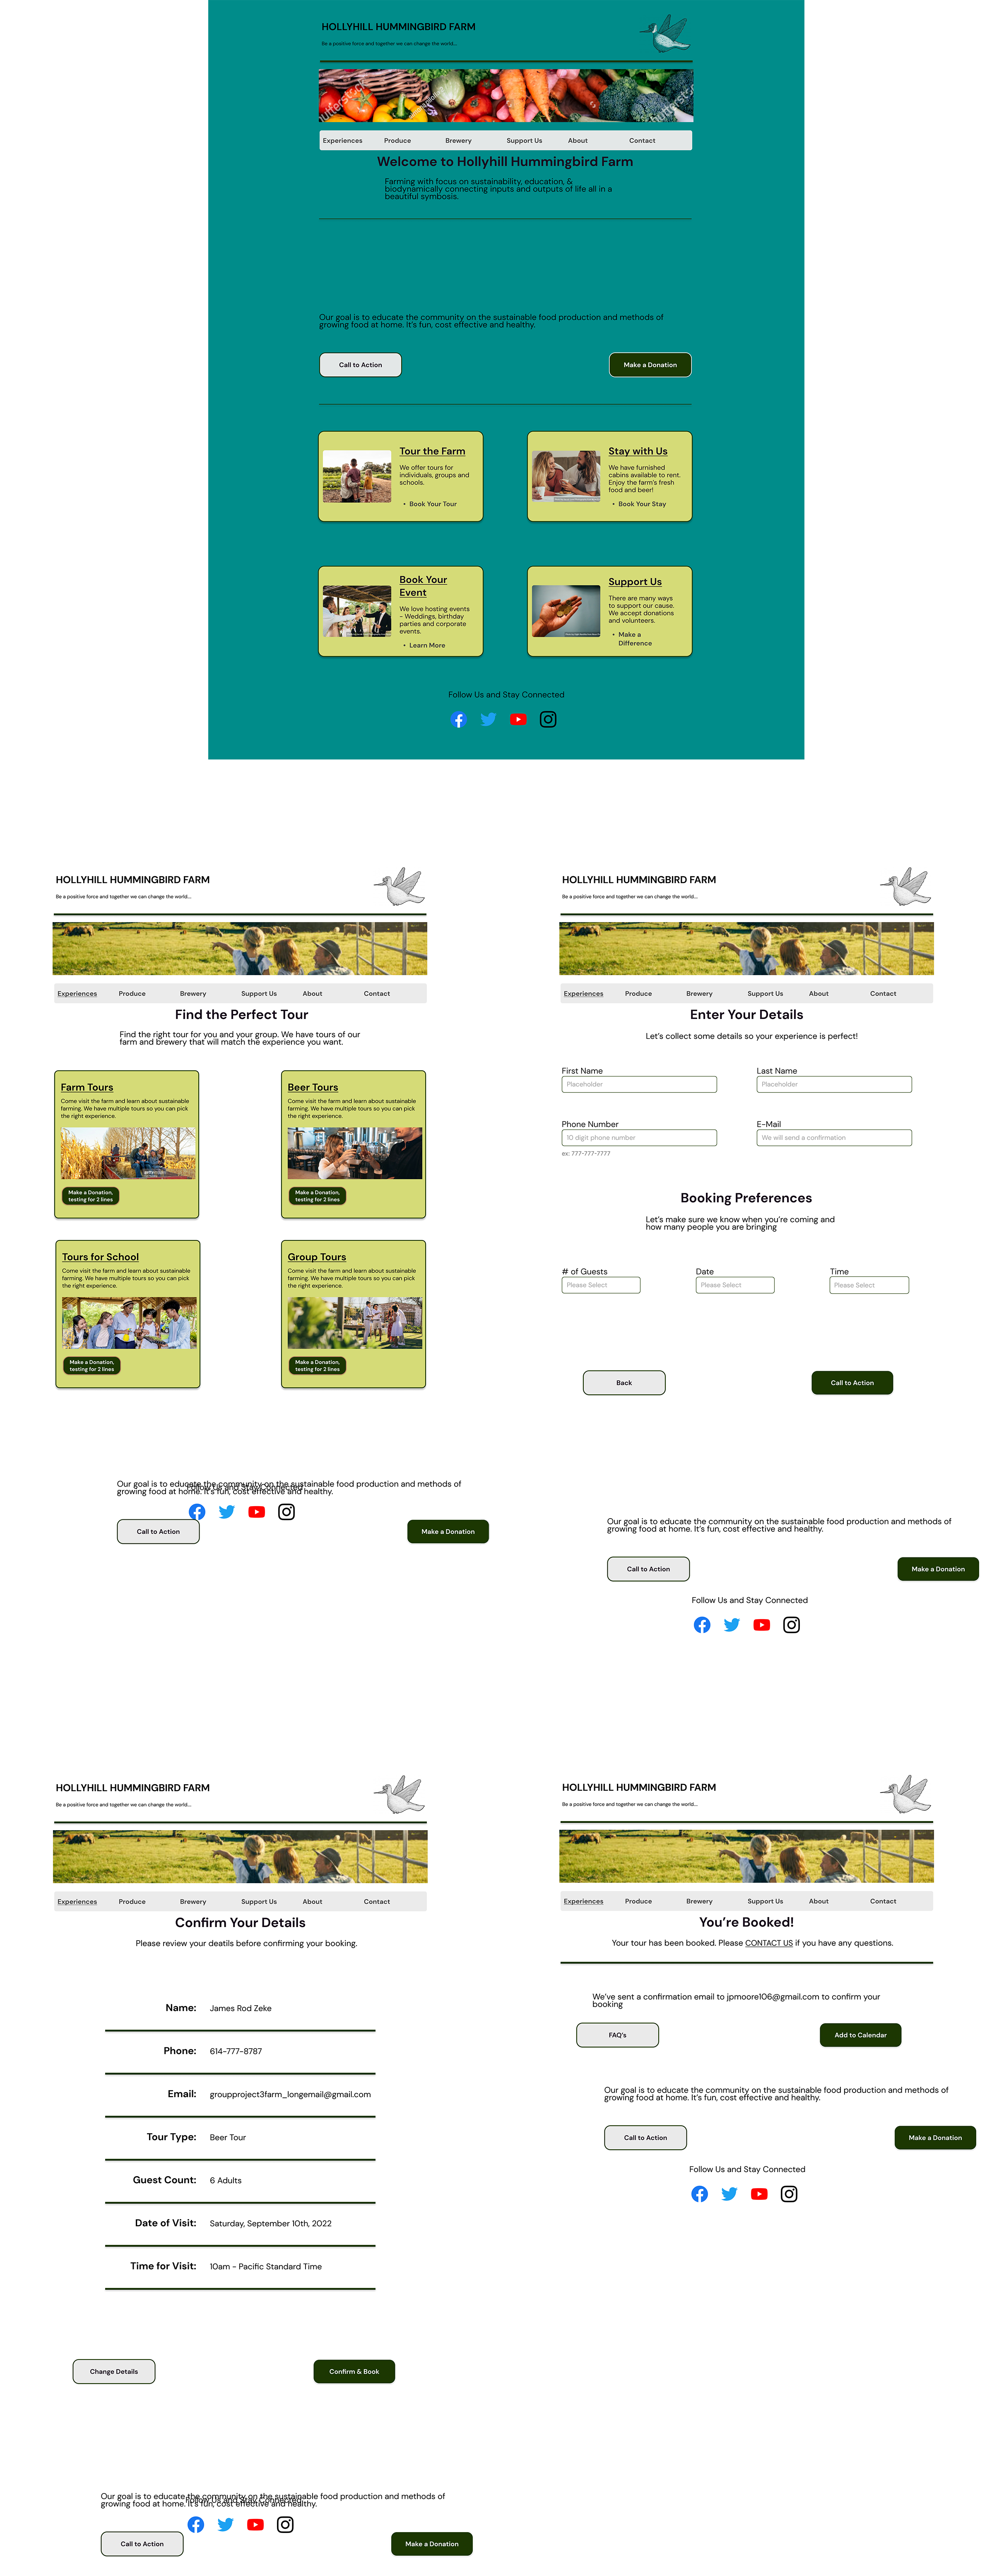 HOLLYHILL HUMMINGBIRD FARM
Be a positive force and together we can change the world...
Experiences Produce Brewery Support Us About Contact
Welcome to Hollyhill Hummingbird Farm
Farming with focus on sustainability, education, &
biodynamically connecting inputs and outputs of life all in a
beautiful symbosis.
Our goal is to educate the community on the sustainable food production and methods of
growing food at home. It's fun, cost effective and healthy.
Call to Action
Make a Donation
Tour the Farm
We offer tours for
individuals, groups and
schools.
• Book Your Tour
Stay with Us
We have furnished
cabins available to rent.
Enjoy the farm's fresh
food and beer!
• Book Your Stay
Book Your
Event
We love hosting events
- Weddings, birthday
parties and corporate
events.
• Learn More
Support Us
There are many ways
to support our cause.
We accept donations
and volunteers.
• Make a
Difference
Follow Us and Stay Connected
HOLLYHILL HUMMINGBIRD FARM
Be a positive force and together we can change the world...
Experiences Produce Brewery Support Us About Contact
Find the Perfect Tour
Find the right tour for you and your group. We have tours of our
farm and brewery that will match the experience you want.
Farm Tours
Come visit the farm and learn about sustainable
farming. We have multiple tours so you can pick
the right experience.
Make a Donation,
testing for 2 lines
Beer Tours
Come visit the farm and learn about sustainable
farming. We have multiple tours so you can pick
the right experience.
Make a Donation,
testing for 2 lines
Tours for School
Come visit the farm and learn about sustainable
farming. We have multiple tours so you can pick
the right experience.
Make a Donation,
testing for 2 lines
Group Tours
Come visit the farm and learn about sustainable
farming. We have multiple tours so you can pick
the right experience.
Make a Donation,
testing for 2 lines
Our goal is to educate the community on the sustainable food production and methods of
Follow Us and Stay Connected
growing food at home. It's fun, cost effective and healthy.
Call to Action
Make a Donation
HOLLYHILL HUMMINGBIRD FARM
Be a positive force and together we can change the world...
Experiences Produce Brewery Support Us About Contact
Enter Your Details
Let's collect some details so your experience is perfect!
First Name
Placeholder
Last Name
Placeholder
Phone Number
10 digit phone number
ex: 777-777-7777
E-Mail
We will send a confirmation
Booking Preferences
Let's make sure we know when you're coming and
how many people you are bringing
# of Guests
Please Select
Date
Please Select
Time
Please Select
Back
Call to Action
Our goal is to educate the community on the sustainable food production and methods of
growing food at home. It's fun, cost effective and healthy.
Call to Action
Make a Donation
Follow Us and Stay Connected
HOLLYHILL HUMMINGBIRD FARM
Be a positive force and together we can change the world...
Experiences Produce Brewery Support Us About Contact
Confirm Your Details
Please review your deatils before confirming your booking.
Name: James Rod Zeke
Phone: 614-777-8787
Email: groupproject3farm_longemail@gmail.com
Tour Type: Beer Tour
Guest Count: 6 Adults
Date of Visit: Saturday, September 10th, 2022
Time for Visit: 10am - Pacific Standard Time
Change Details
Confirm & Book
Our goal is to educate the community on the sustainable food production and methods of
Follow Us and Stay Connected
growing food at home. It's fun, cost effective and healthy.
Call to Action
Make a Donation
HOLLYHILL HUMMINGBIRD FARM
Be a positive force and together we can change the world...
Experiences Produce Brewery Support Us About Contact
You're Booked!
Your tour has been booked. Please CONTACT US if you have any questions.
We've sent a confirmation email to jpmoore106@gmail.com to confirm your
booking
FAQ's
Add to Calendar
Our goal is to educate the community on the sustainable food production and methods of
growing food at home. It's fun, cost effective and healthy.
Call to Action
Make a Donation
Follow Us and Stay Connected